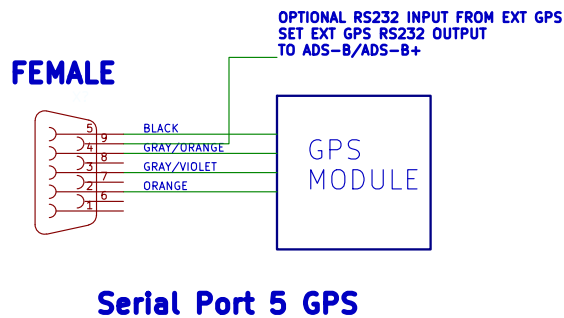 OPTIONAL RS232 INPUT FROM EXT GPS
SET EXT GPS RS232 OUTPUT
TO ADS-B/ADS-B+
FEMALE
5
9
4
8
3
7
2
6
1
BLACK
GRAY/ORANGE
GRAY/VIOLET
ORANGE
GPS
MODULE
Serial Port 5 GPS